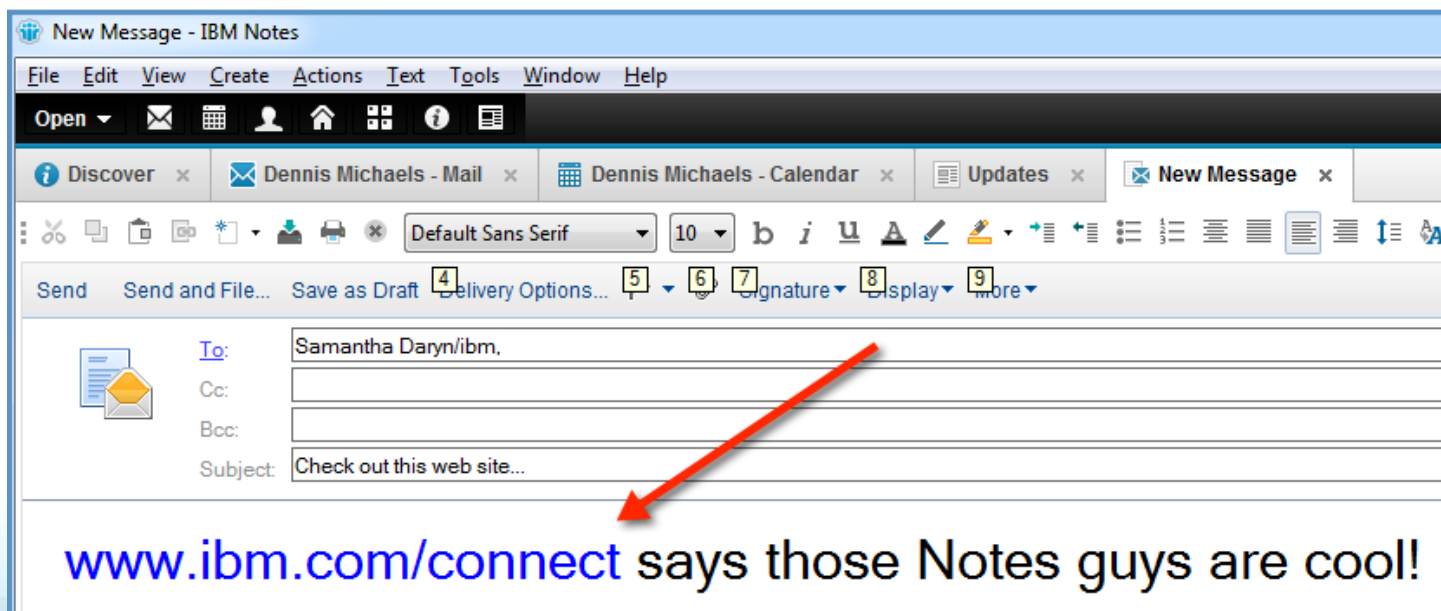 New Message - IBM Notes
File Edit View Create Actions Text Tools Window Help
Open
Discover Dennis Michaels - Mail Dennis Michaels - Calendar Updates New Message
Default Sans Serif 10 b i u A
Send Send and File... Save as Draft 4 Delivery Options... 5 6 7 Signature 8 Display 9 More
To: Samantha Daryn/ibm,
Cc:
Bcc:
Subject: Check out this web site...
www.ibm.com/connect says those Notes guys are cool!